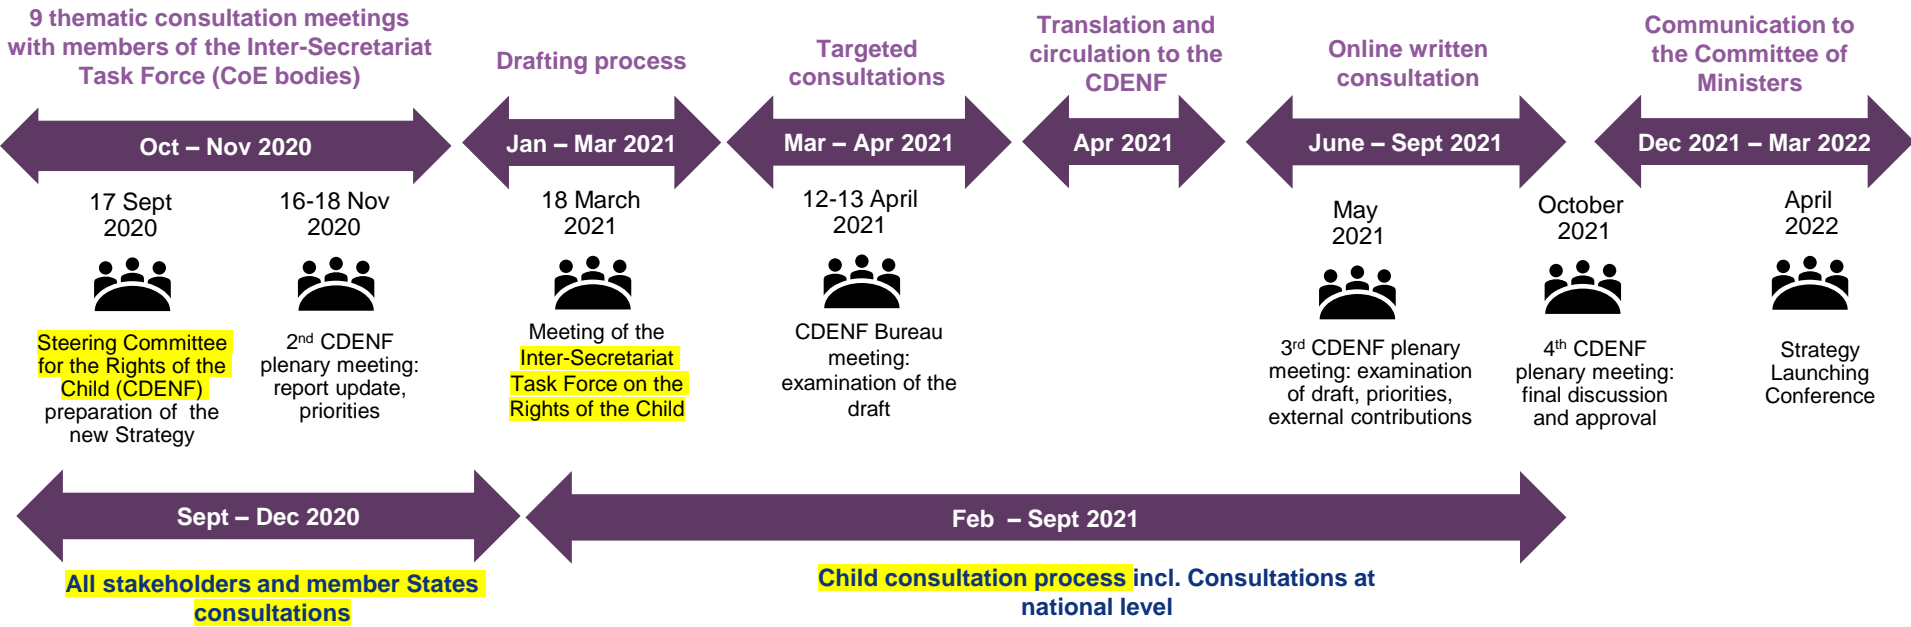 9 thematic consultation meetings
with members of the Inter-Secretariat
Task Force (CoE bodies)
Drafting process
Targeted
consultations
Translation and
circulation to the
CDENF
Online written
consultation
Communication to
the Committee of
Ministers
Oct – Nov 2020
Jan – Mar 2021
Mar – Apr 2021
Apr 2021
June – Sept 2021
Dec 2021 – Mar 2022
17 Sept
2020
16-18 Nov
2020
18 March
2021
12-13 April
2021
May
2021
October
2021
April
2022
Steering Committee
for the Rights of the
Child (CDENF)
preparation of the
new Strategy
2nd CDENF
plenary meeting:
report update,
priorities
Meeting of the
Inter-Secretariat
Task Force on the
Rights of the Child
CDENF Bureau
meeting:
examination of the
draft
3rd CDENF plenary
meeting: examination
of draft, priorities,
external contributions
4th CDENF
plenary meeting:
final discussion
and approval
Strategy
Launching
Conference
Sept – Dec 2020
Feb – Sept 2021
All stakeholders and member States
consultations
Child consultation process incl. Consultations at
national level